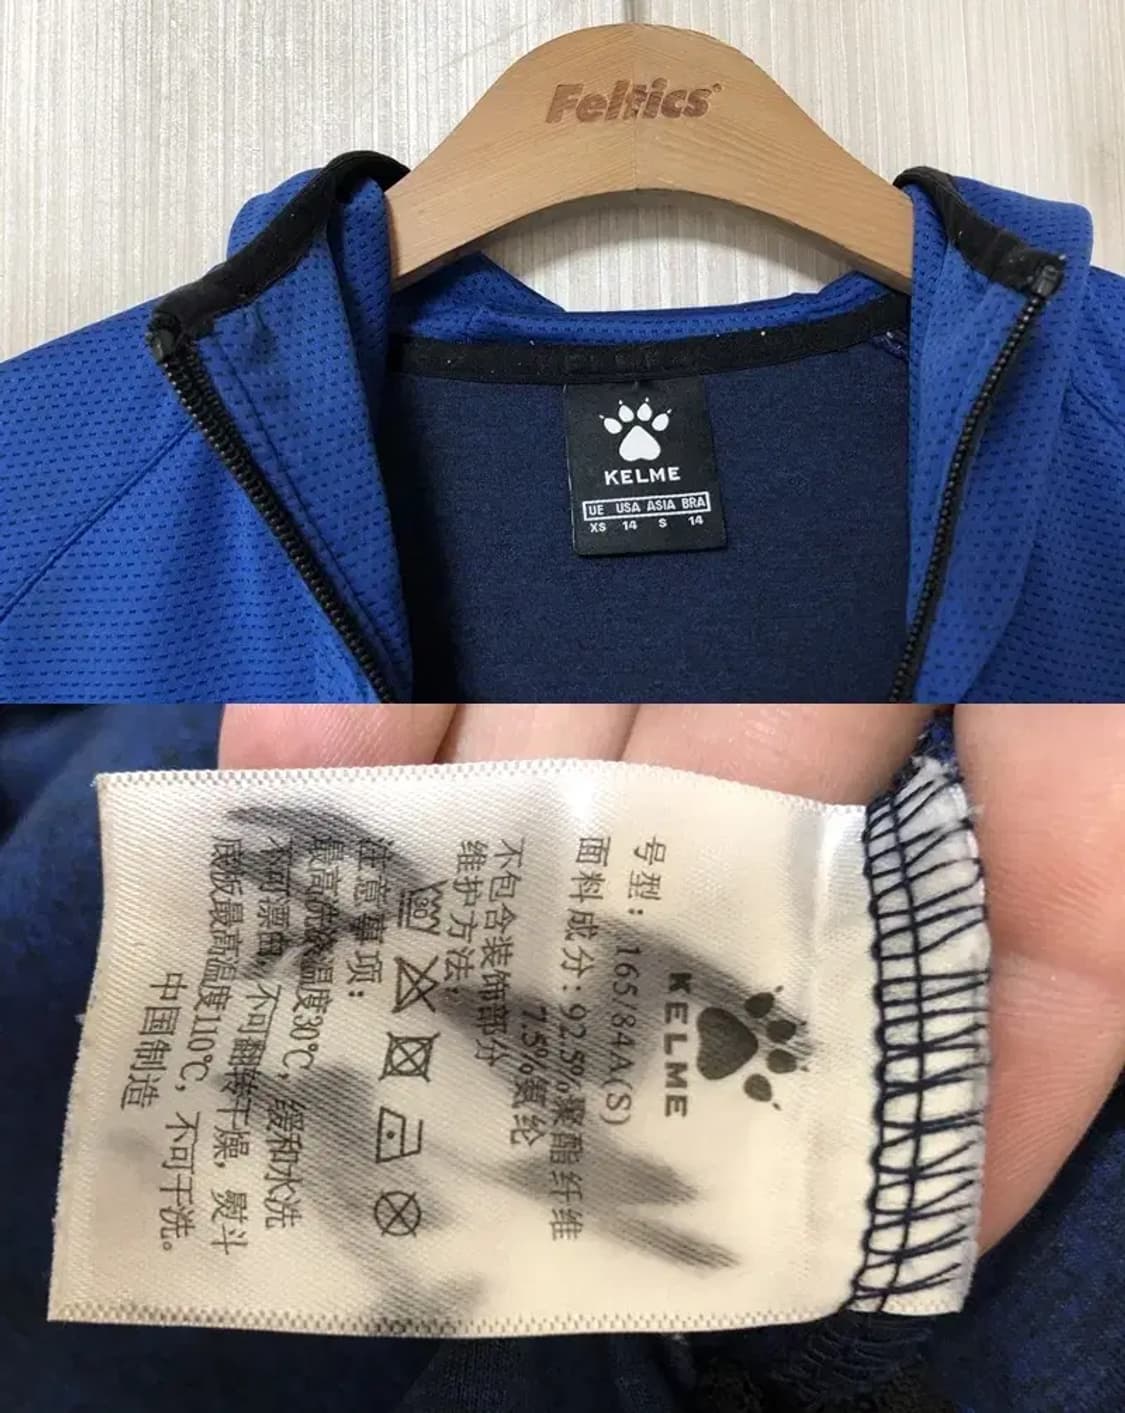 Feltics
KELME
UE USA ASIA BRA
XS 14 S 14
KELME
号型：165/84A(S)
面料成分：92.5%聚酯纤维
7.5%氨纶
不包含装饰部分
维护方法：
30
注意事项：
最高洗涤温度30℃，缓和水洗
不可漂白，不可翻转干燥，熨斗
底板最高温度110℃，不可干洗。
中国制造